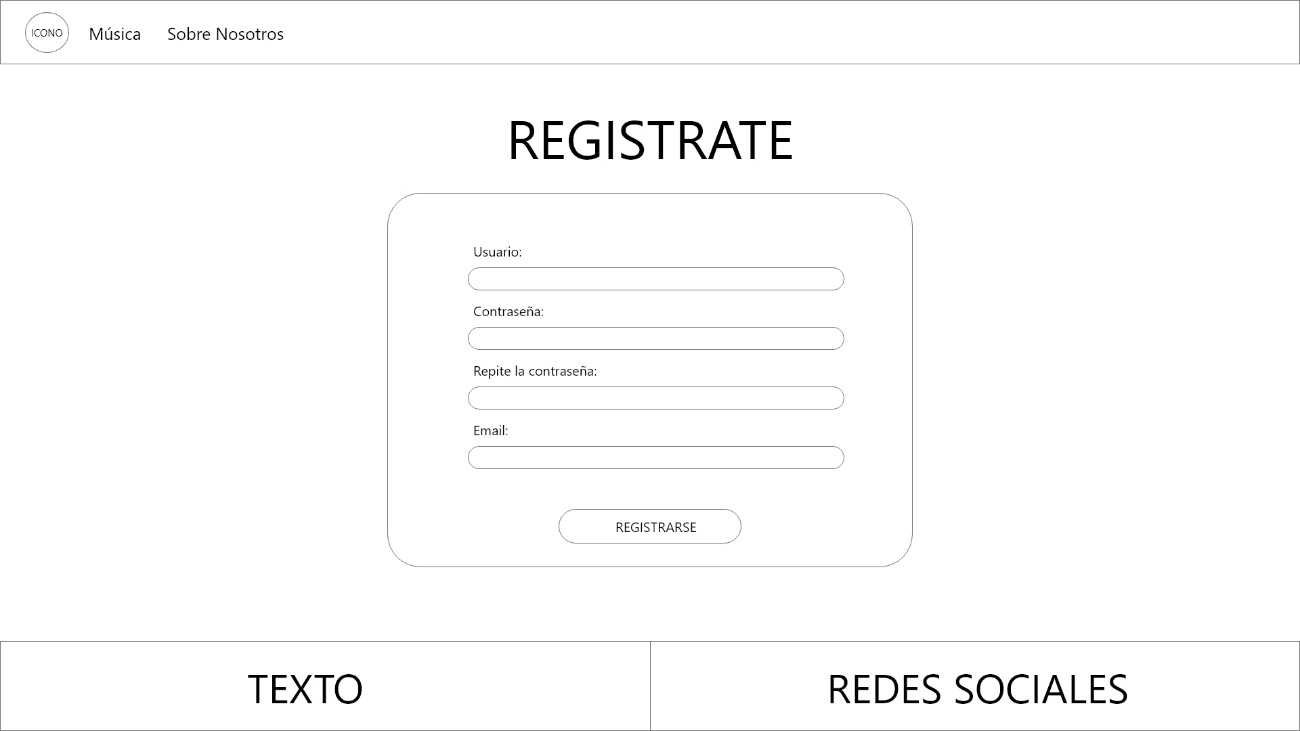 ICONO Música Sobre Nosotros
REGISTRATE
Usuario:
Contraseña:
Repite la contraseña:
Email:
REGISTRARSE
TEXTO REDES SOCIALES